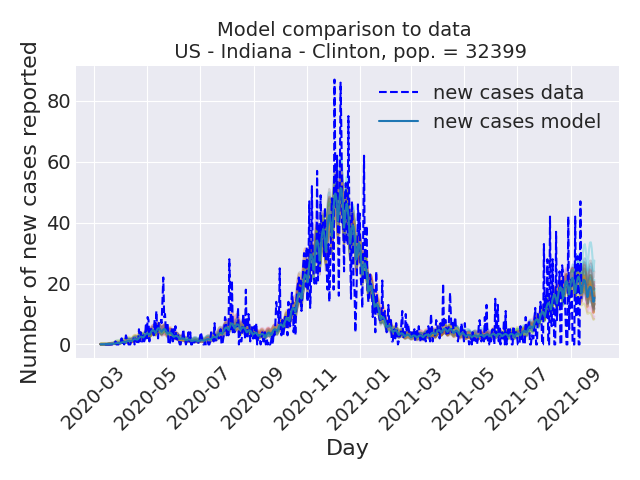 Model comparison to data
US - Indiana - Clinton, pop. = 32399
Number of new cases reported
80
60
40
20
0
new cases data
new cases model
2020-03
2020-05
2020-07
2020-09
2020-11
2021-01
2021-03
2021-05
2021-07
2021-09
Day